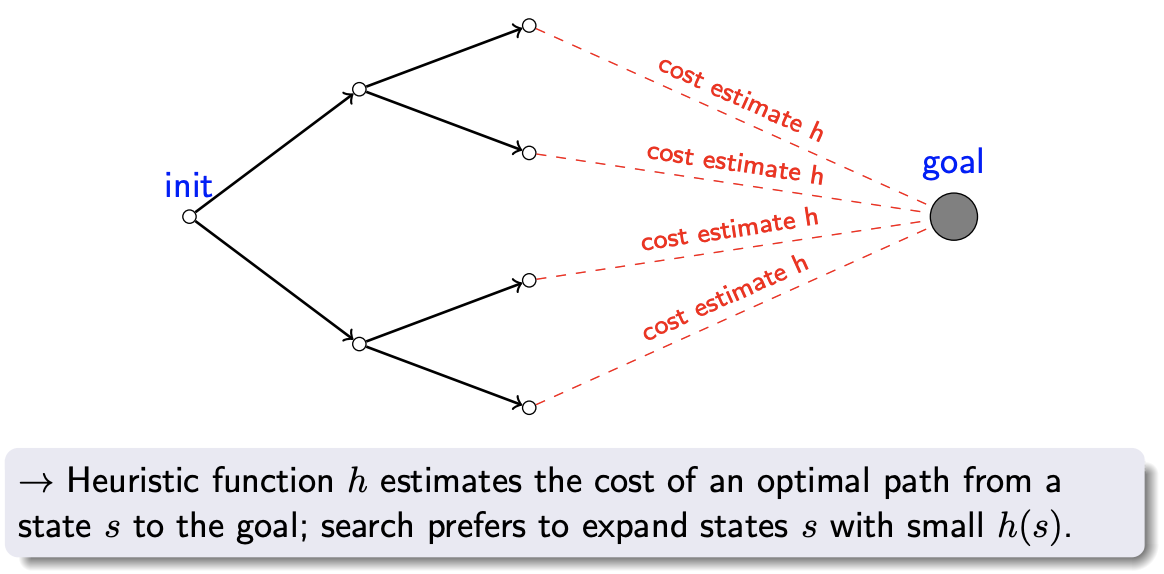 cost estimate h
cost estimate h
goal
init
cost estimate h
cost estimate h
→ Heuristic function h estimates the cost of an optimal path from a
state s to the goal; search prefers to expand states s with small h(s).